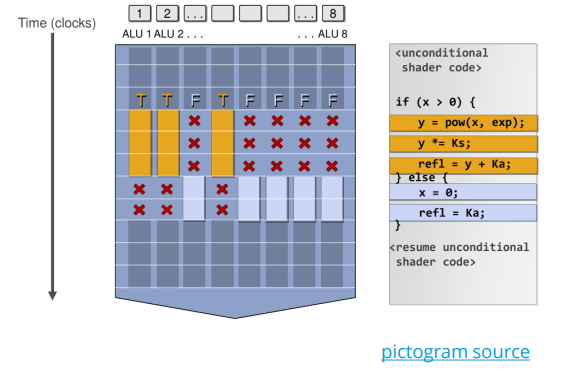 1 2 ... ... 8
Time (clocks)
ALU 1 ALU 2 . . . . . . ALU 8
T T F T F F F F
<unconditional
shader code>
if (x > 0) {
y = pow(x, exp);
y *= Ks;
refl = y + Ka;
} else {
x = 0;
refl = Ka;
}
<resume unconditional
shader code>
pictogram source